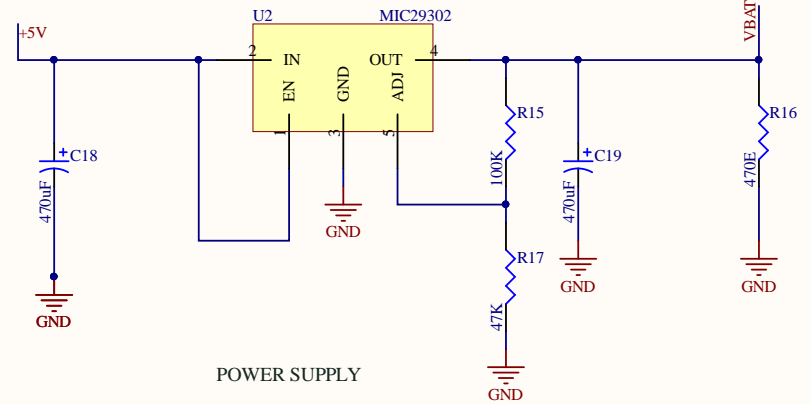 +5V
U2
MIC29302
VBAT
2
IN
OUT
4
EN
GND
ADJ
1
3
5
C18
470uF
R15
100K
C19
470uF
R16
470E
GND
GND
R17
47K
GND
GND
GND
POWER SUPPLY